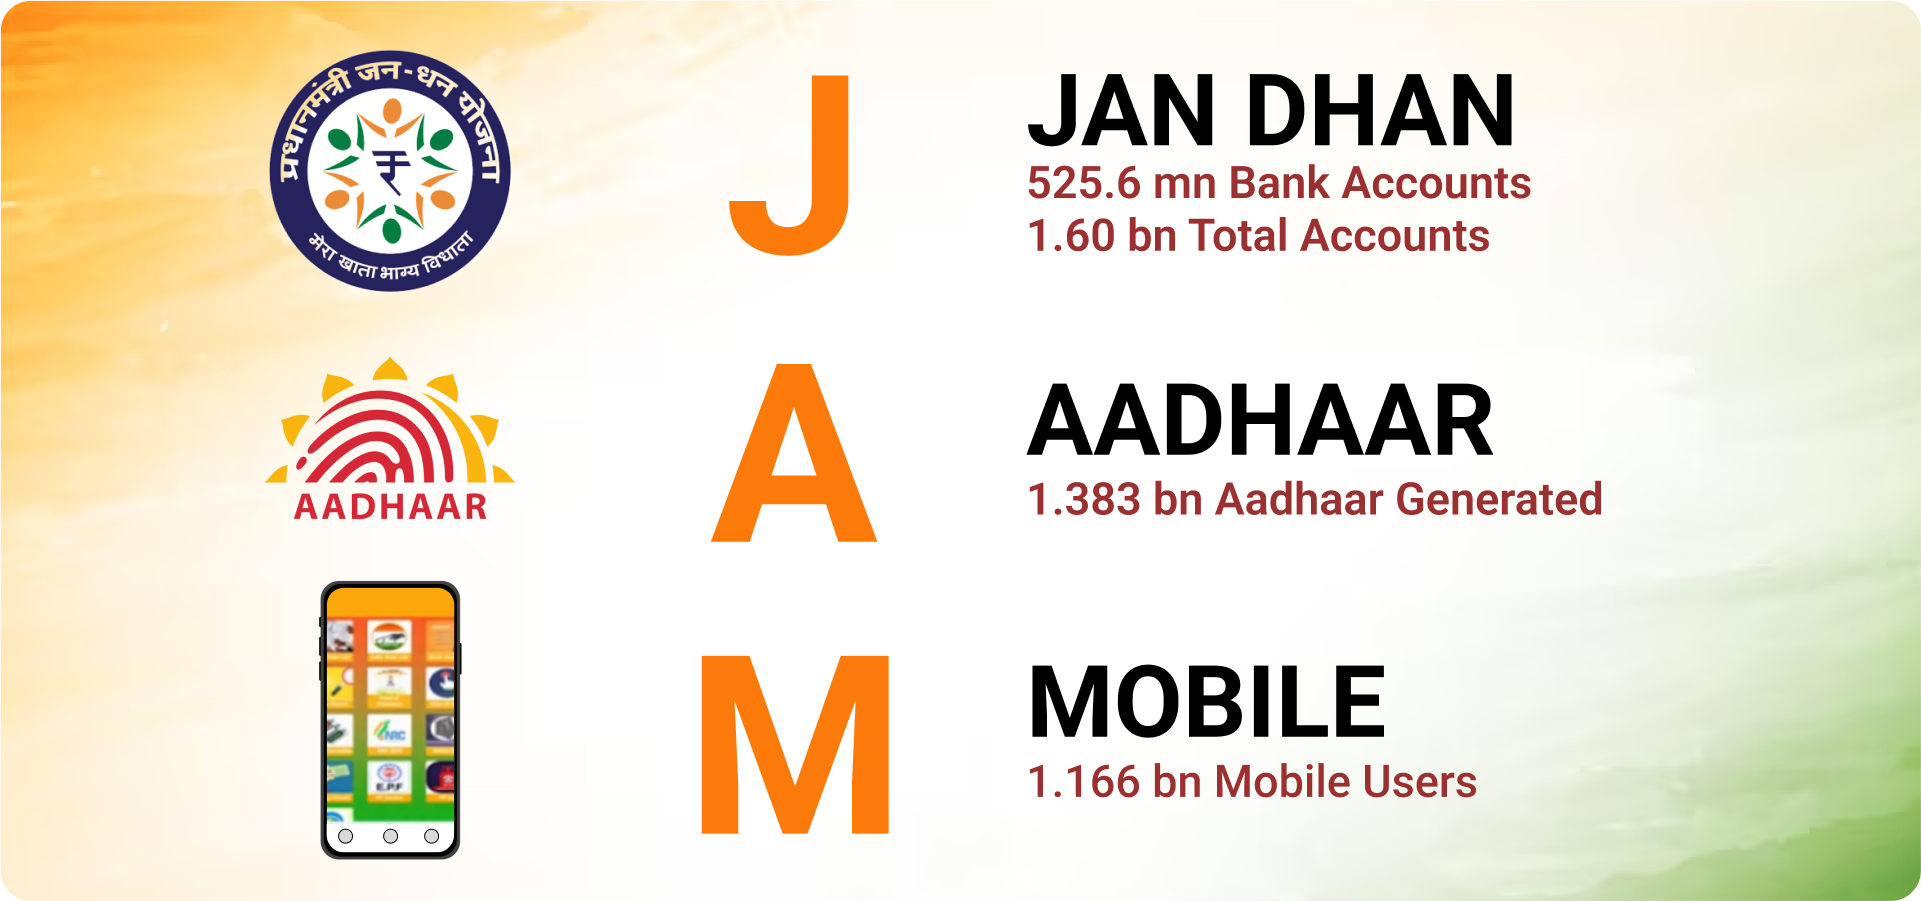 प्रधानमंत्री जन-धन योजना
मेरा खाता भाग्य विधाता
J
JAN DHAN
525.6 mn Bank Accounts
1.60 bn Total Accounts
AADHAAR
A
AADHAAR
1.383 bn Aadhaar Generated
NIC
E.P.F
M
MOBILE
1.166 bn Mobile Users